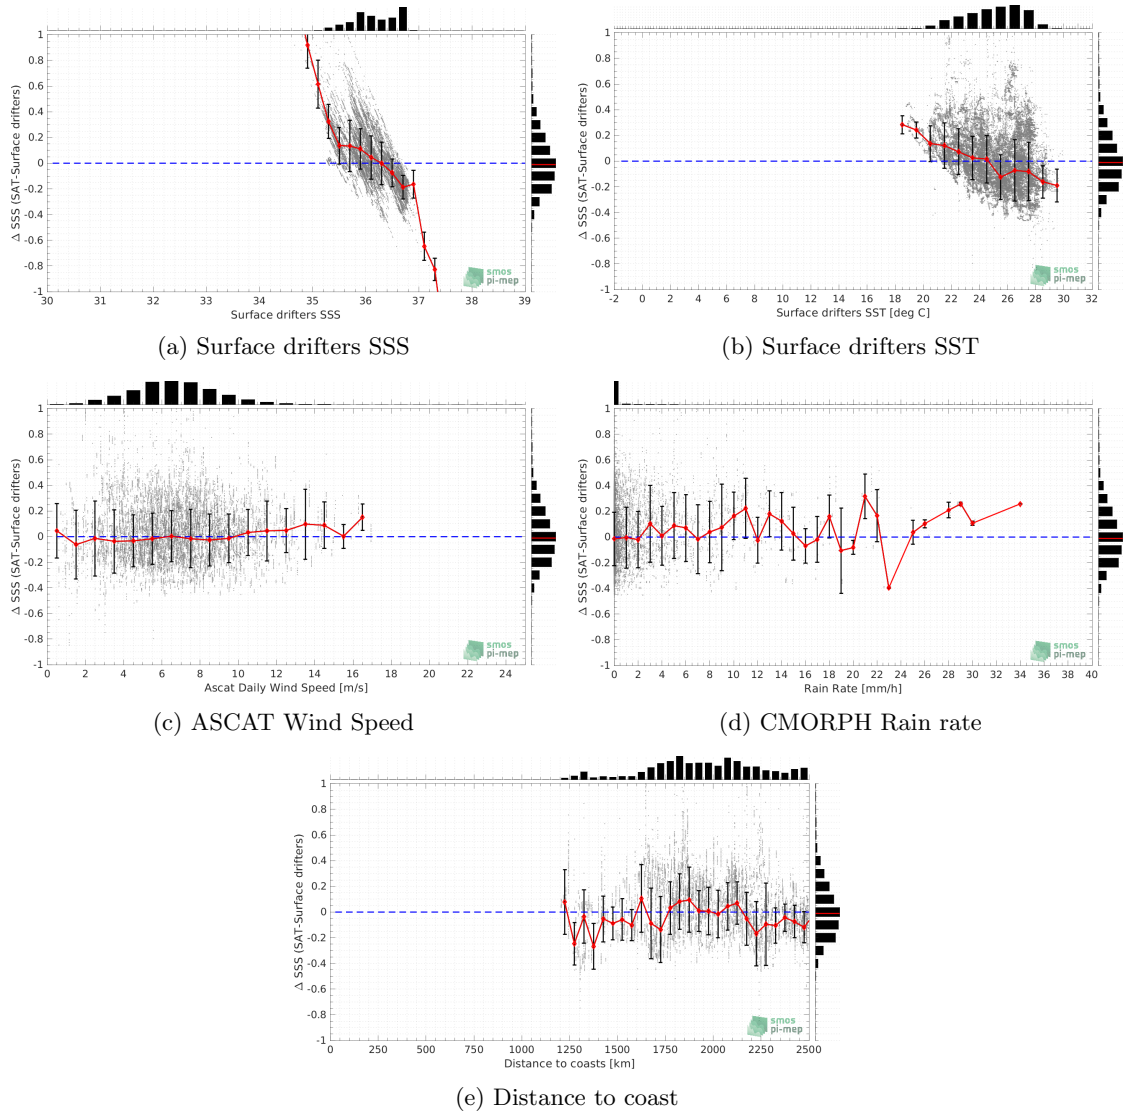 1
0.8
0.6
0.4
0.2
0
-0.2
-0.4
-0.6
-0.8
-1
Δ SSS (SAT-Surface drifters)
30 31 32 33 34 35 36 37 38 39
Surface drifters SSS
smos
pi-mep
(a) Surface drifters SSS
1
0.8
0.6
0.4
0.2
0
-0.2
-0.4
-0.6
-0.8
-1
Δ SSS (SAT-Surface drifters)
-2 0 2 4 6 8 10 12 14 16 18 20 22 24 26 28 30 32
Surface drifters SST [deg C]
smos
pi-mep
(b) Surface drifters SST
1
0.8
0.6
0.4
0.2
0
-0.2
-0.4
-0.6
-0.8
-1
Δ SSS (SAT-Surface drifters)
0 2 4 6 8 10 12 14 16 18 20 22 24
Ascat Daily Wind Speed [m/s]
smos
pi-mep
(c) ASCAT Wind Speed
1
0.8
0.6
0.4
0.2
0
-0.2
-0.4
-0.6
-0.8
-1
Δ SSS (SAT-Surface drifters)
0 2 4 6 8 10 12 14 16 18 20 22 24 26 28 30 32 34 36 38 40
Rain Rate [mm/h]
smos
pi-mep
(d) CMORPH Rain rate
1
0.8
0.6
0.4
0.2
0
-0.2
-0.4
-0.6
-0.8
-1
Δ SSS (SAT-Surface drifters)
0 250 500 750 1000 1250 1500 1750 2000 2250 2500
Distance to coasts [km]
smos
pi-mep
(e) Distance to coast